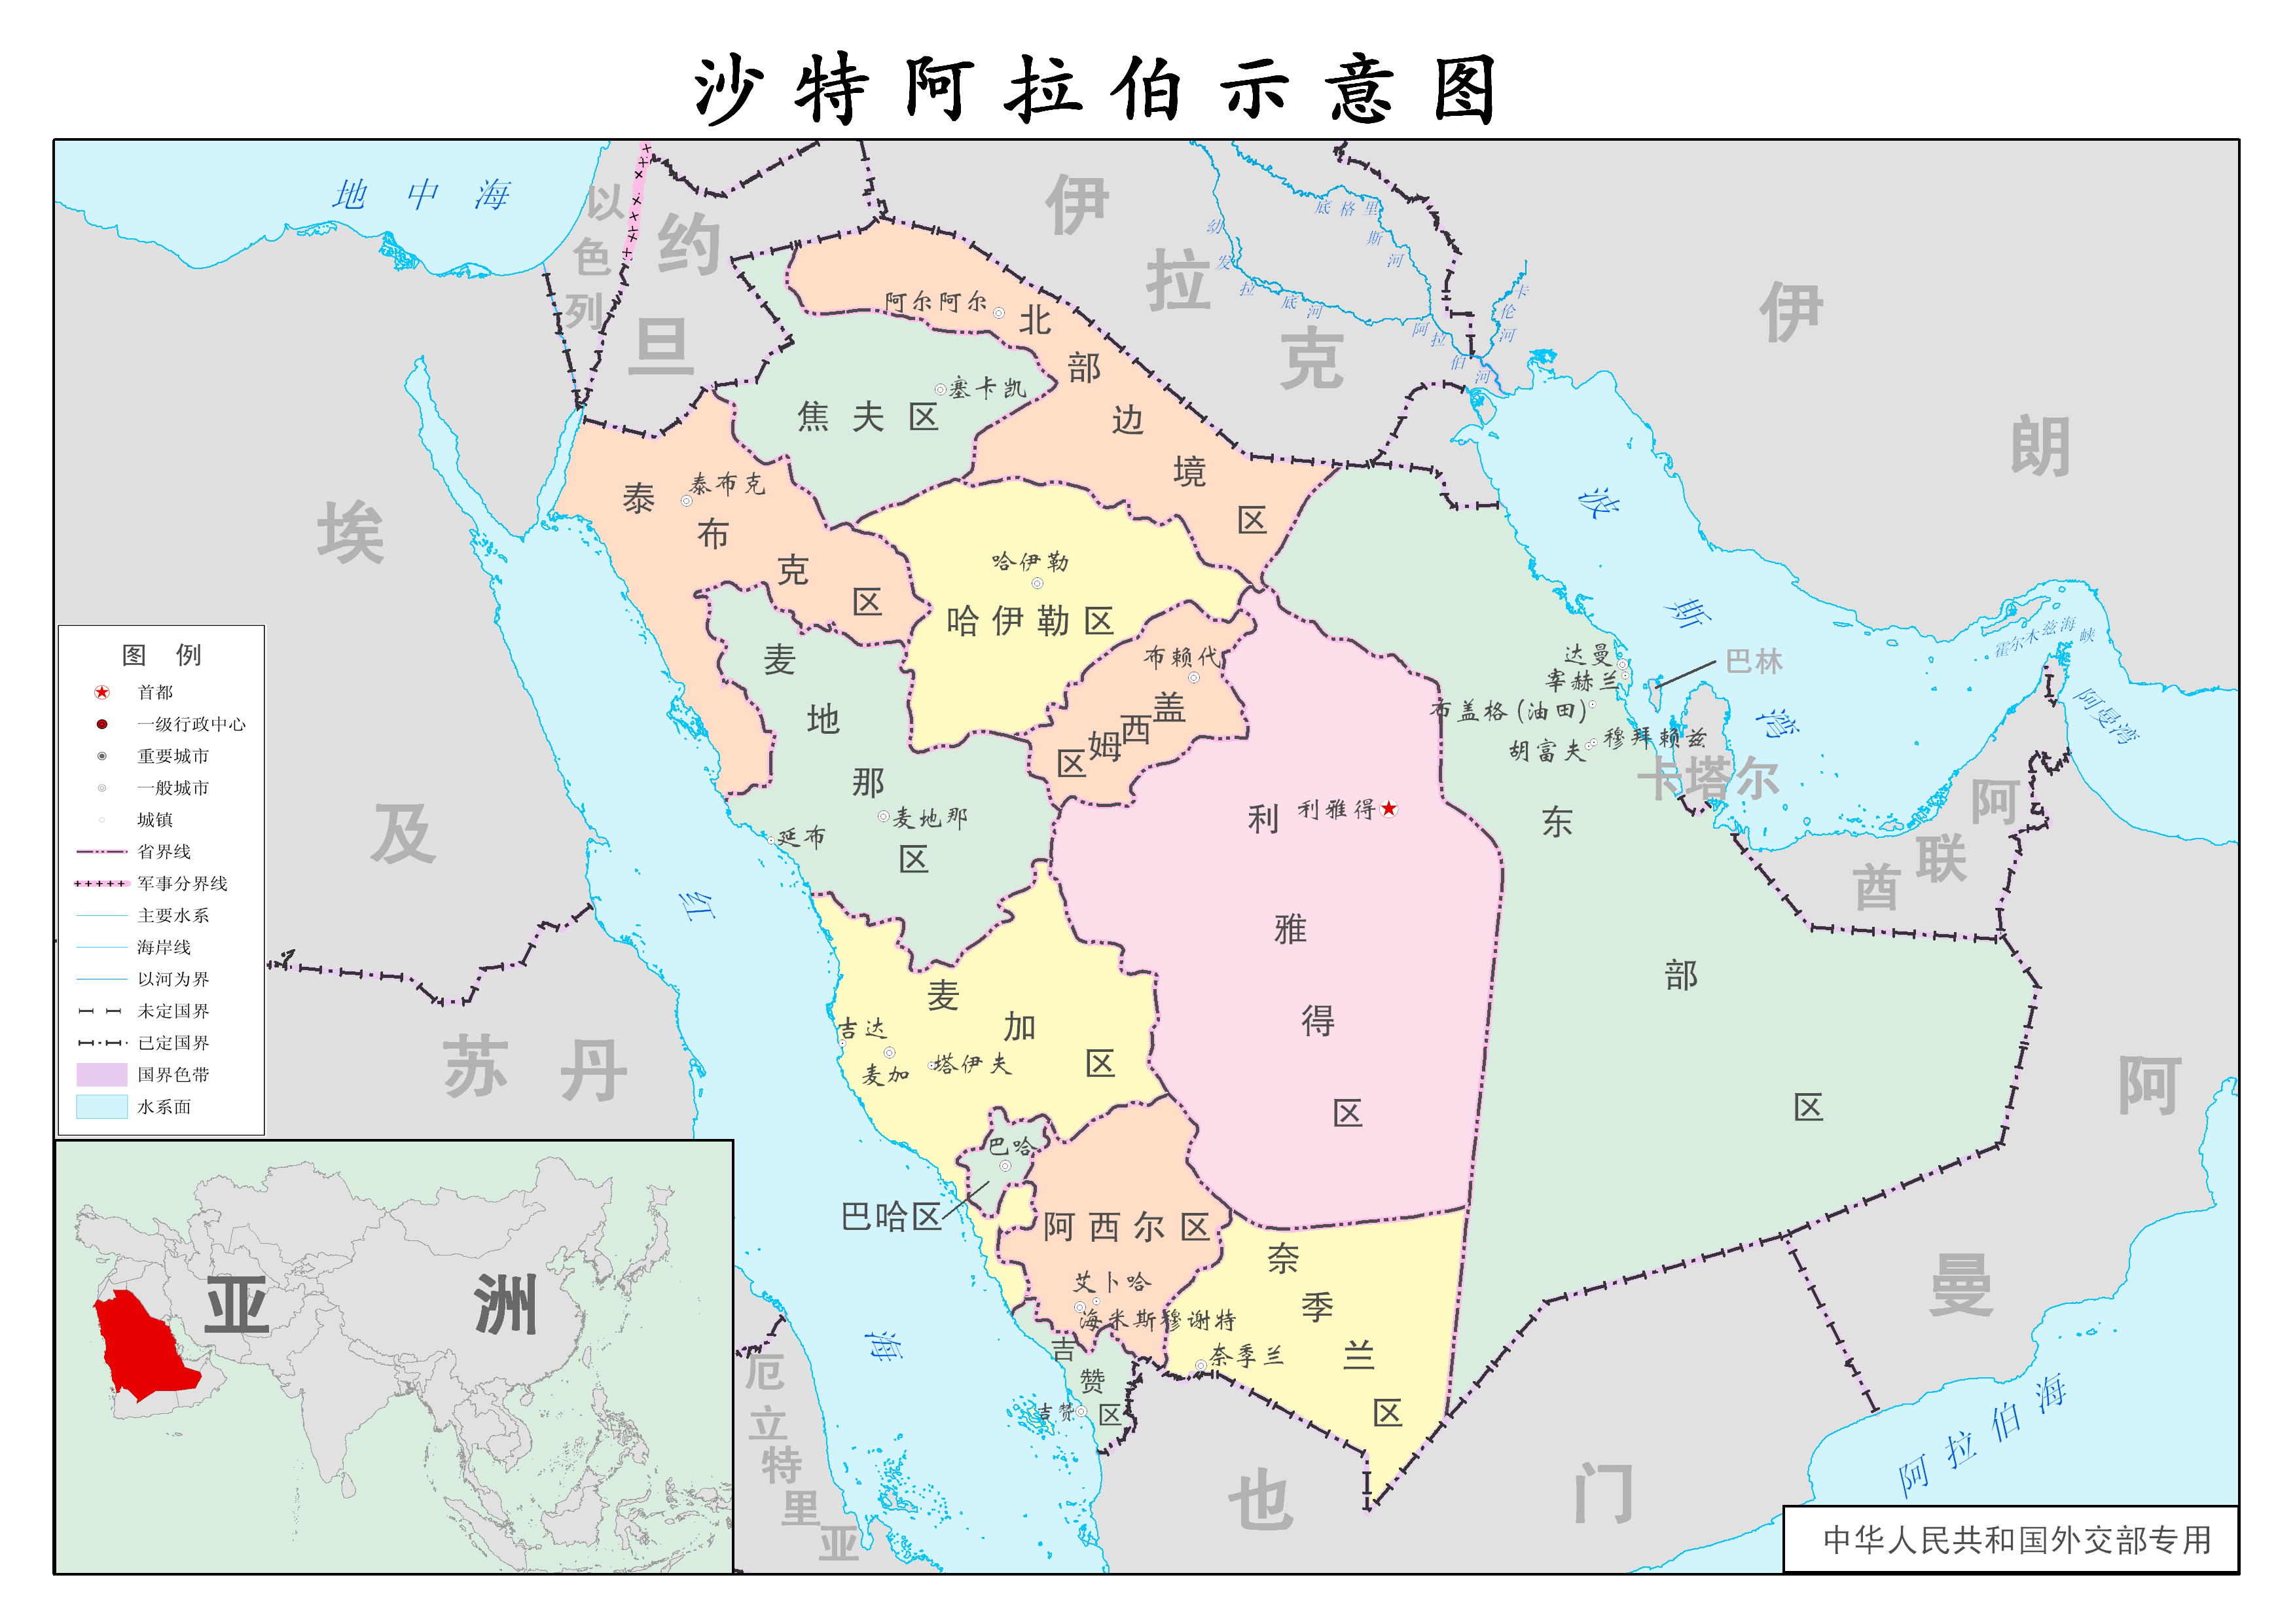 沙特阿拉伯示意图
地中海
以色列
约旦
伊拉克
伊朗
幼发拉底河
底格里斯河
卡伦河
阿拉伯河
阿尔阿尔
北部边境区
塞卡凯
焦夫区
泰布克
泰布克区
埃及
哈伊勒
哈伊勒区
波斯湾
霍尔木兹海峡
阿曼湾
布赖代
盖西姆区
麦地那区
麦地那
延布
达曼
宰赫兰
巴林
布盖格(油田)
穆拜赖兹
胡富夫
卡塔尔
阿联酋
利雅得
利雅得区
东部区
红海
苏丹
麦加区
吉达
麦加
塔伊夫
巴哈
巴哈区
阿西尔区
艾卜哈
海米斯穆谢特
奈季兰区
奈季兰
吉赞区
吉赞
厄立特里亚
也门
阿曼
阿拉伯海
图例
首都
一级行政中心
重要城市
一般城市
城镇
省界线
军事分界线
主要水系
海岸线
以河为界
未定国界
已定国界
国界色带
水系面
亚洲
中华人民共和国外交部专用